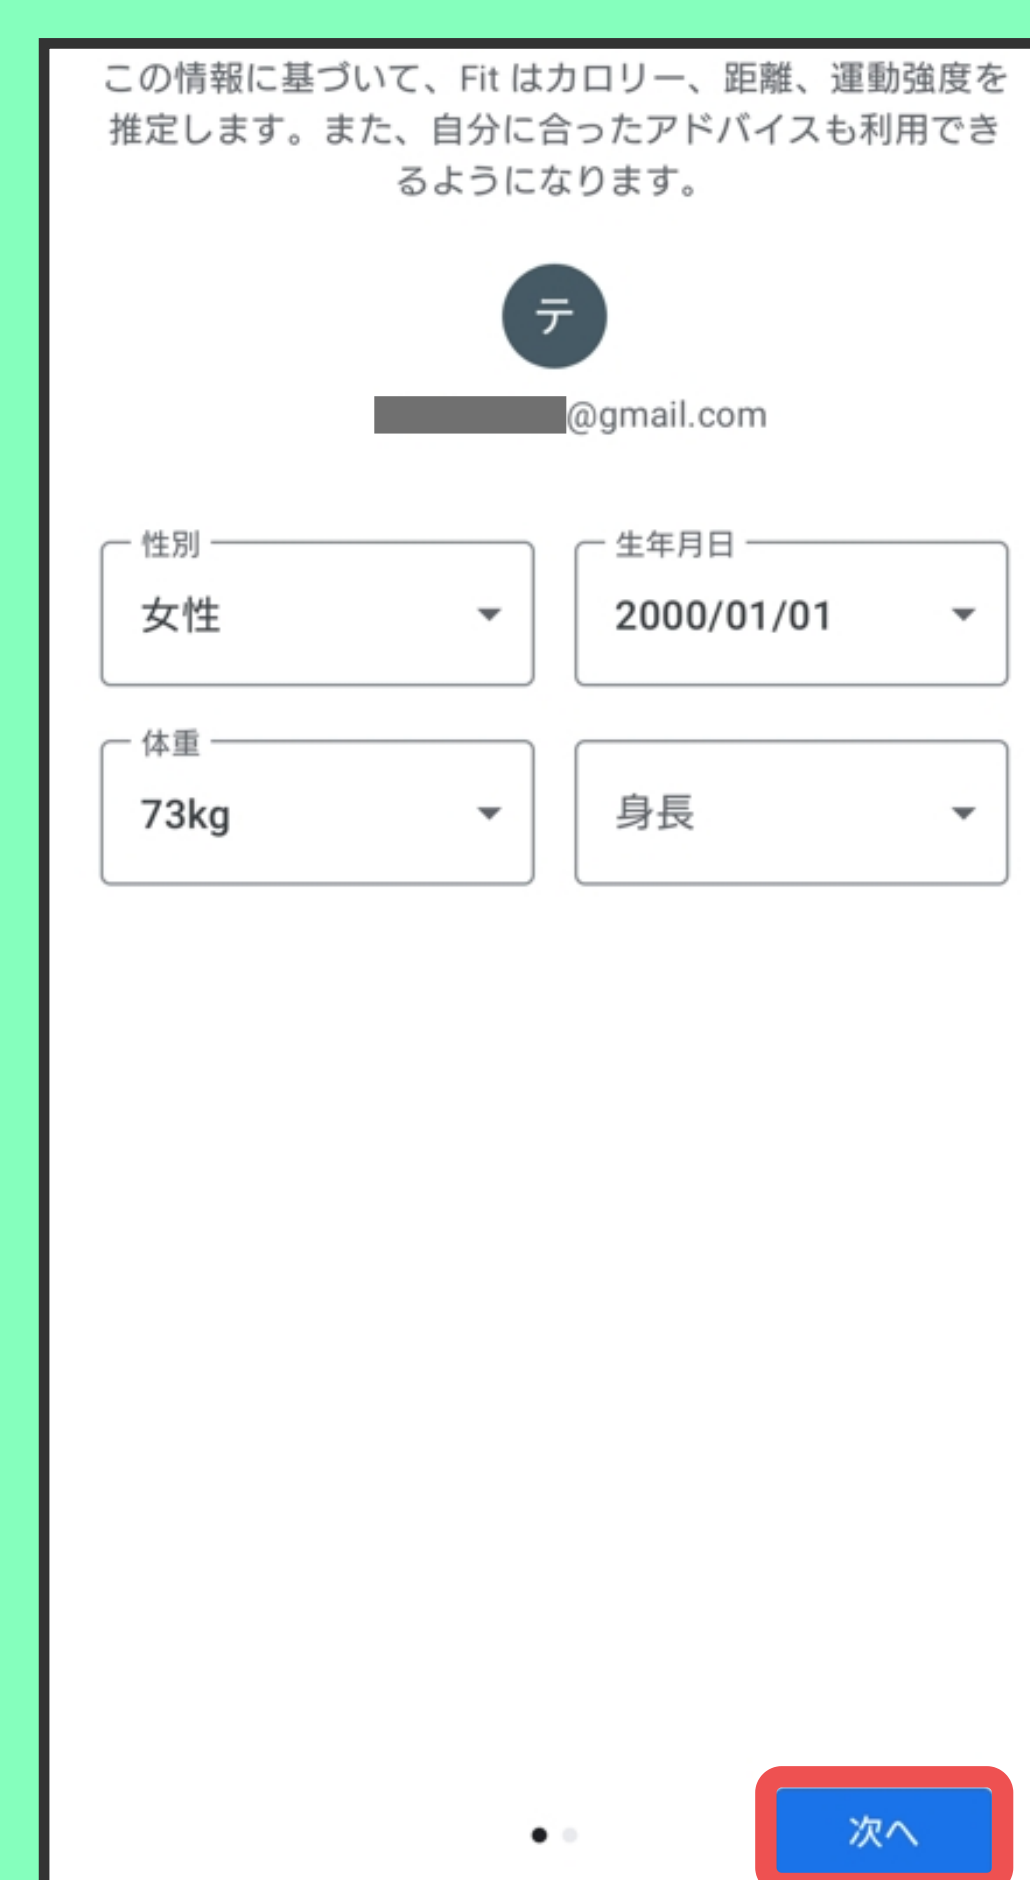 この情報に基づいて、Fit はカロリー、距離、運動強度を
推定します。また、自分に合ったアドバイスも利用でき
るようになります。
テ
@gmail.com
性別
女性
生年月日
2000/01/01
体重
73kg
身長
次へ